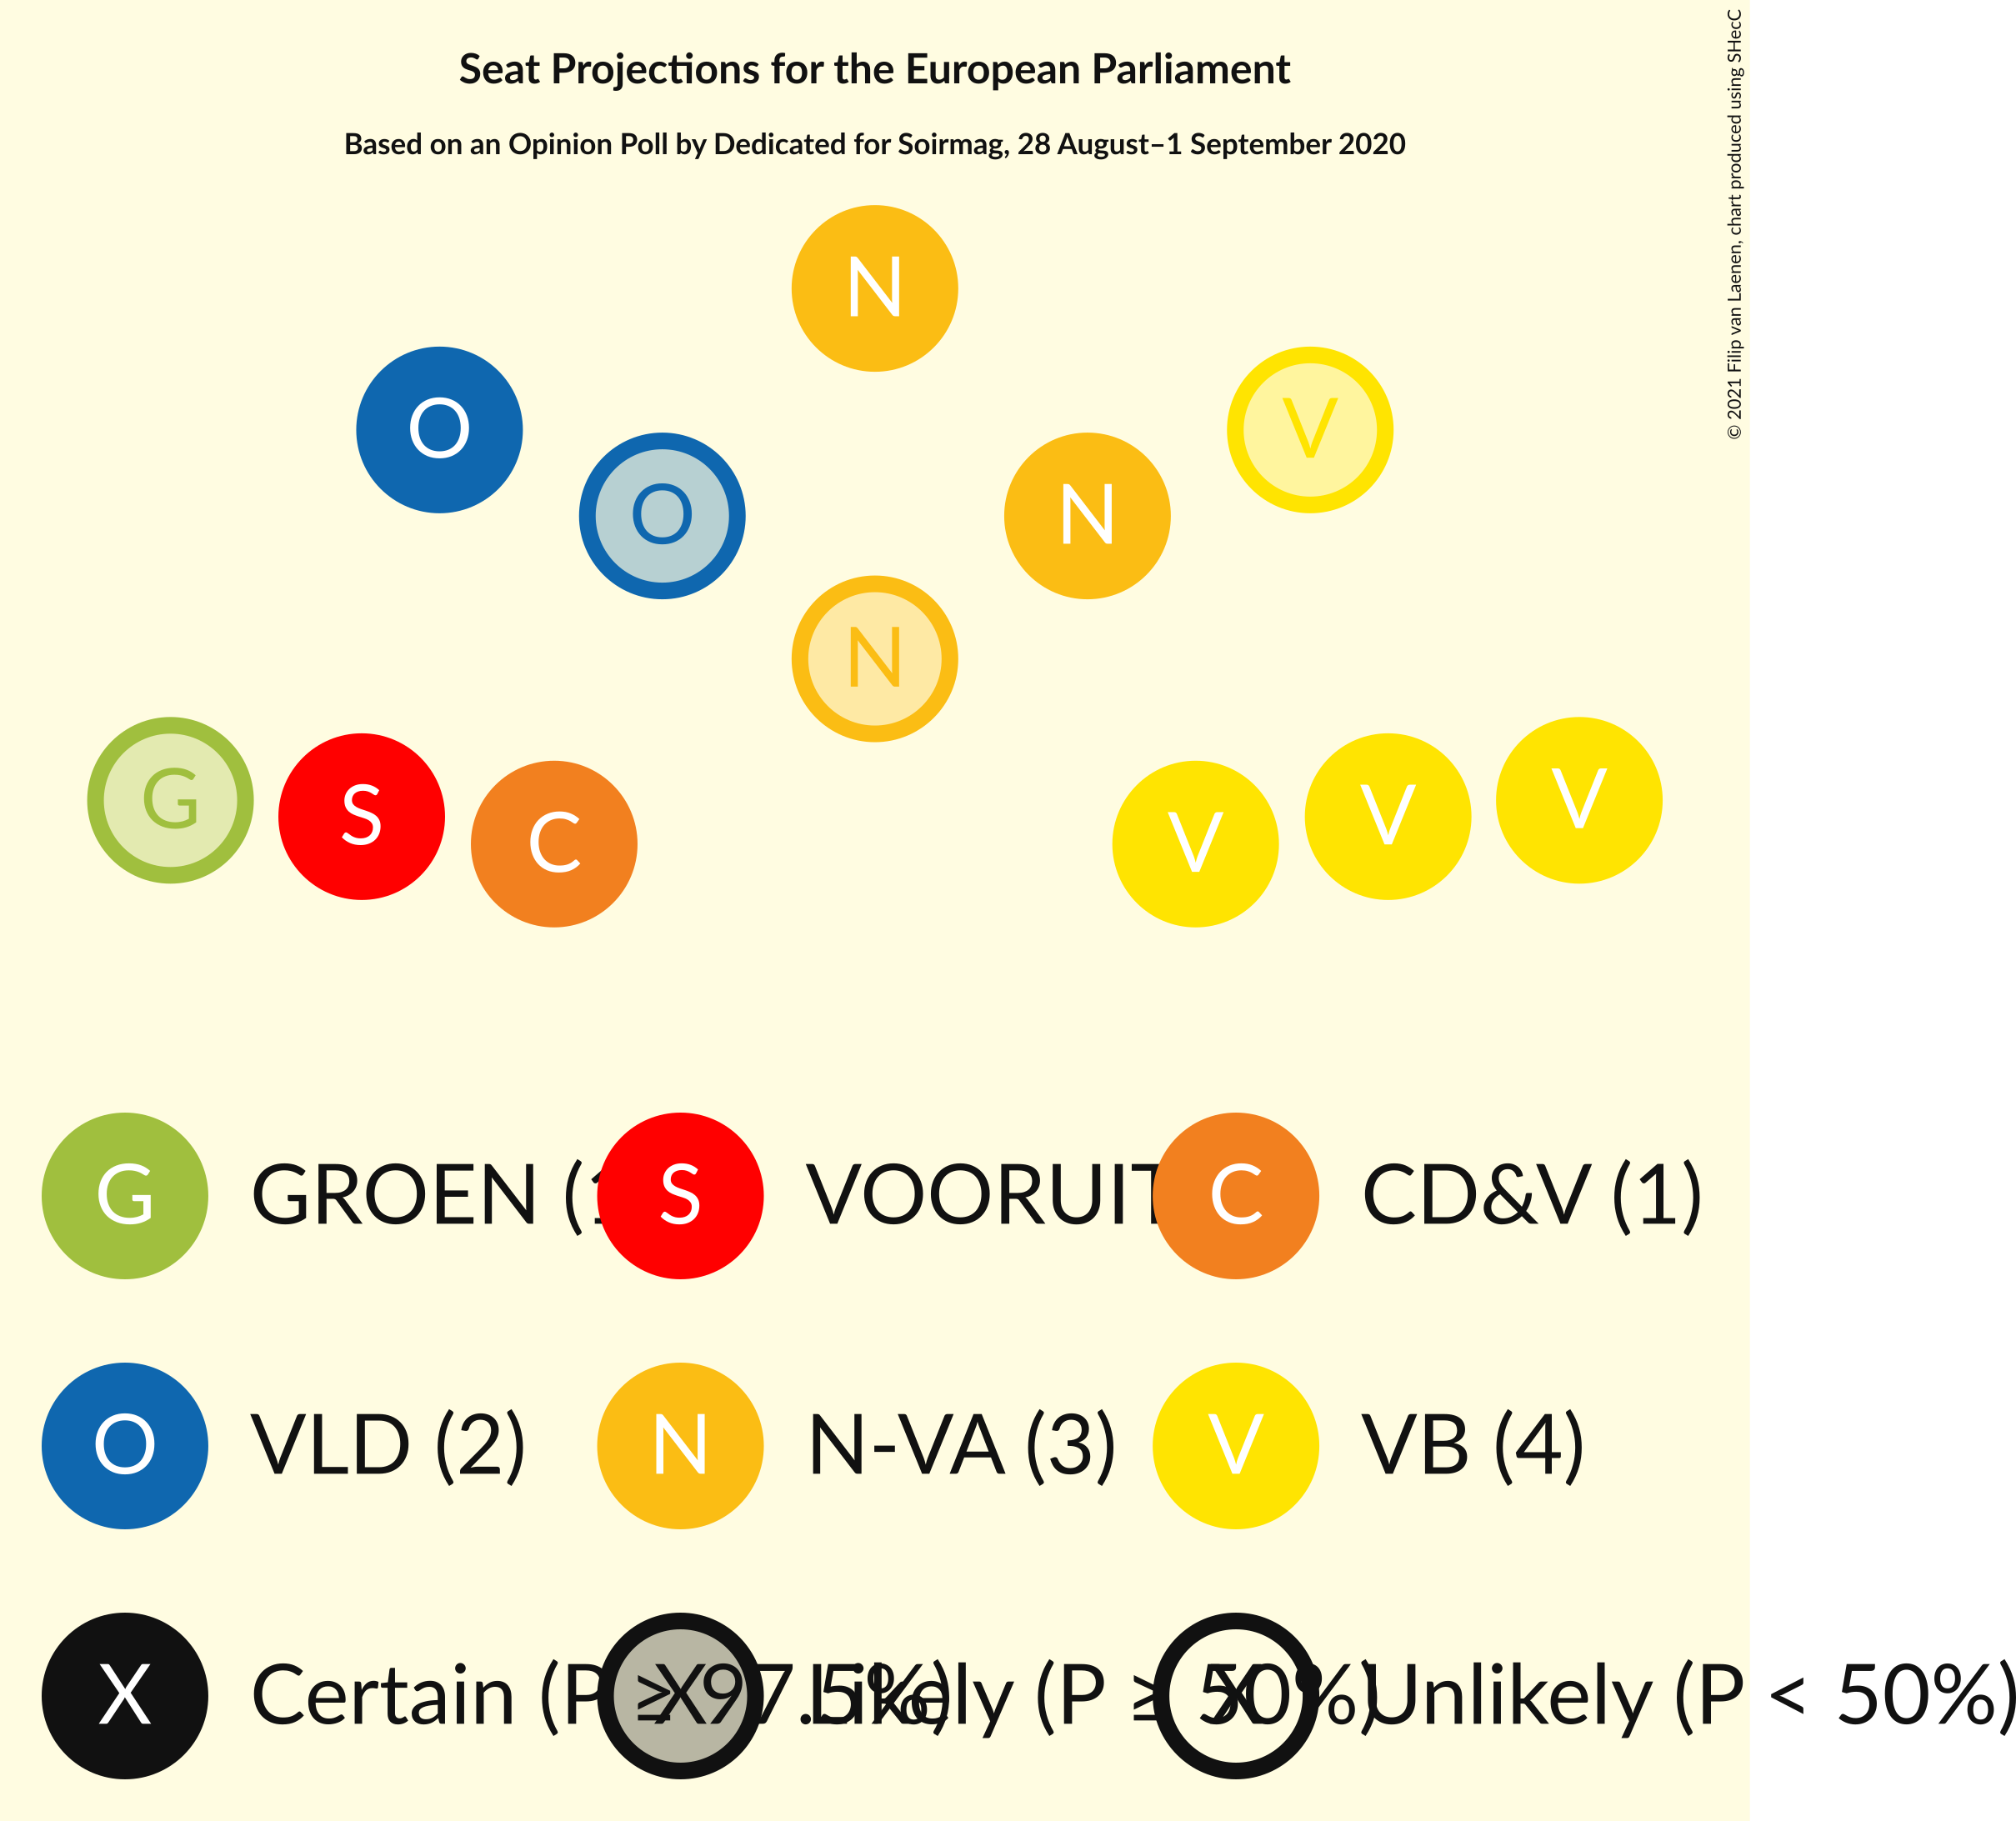 Seat Projections for the European Parliament
Based on an Opinion Poll by Dedicated for Soirmag, 28 August–1 September 2020
© 2021 Filip van Laenen, chart produced using SHecC
N
O
V
O
N
N
G
S
C
V
V
V
G GROEN (1
S VOORUIT
C CD&V (1)
O VLD (2)
N N-VA (3)
V VB (4)
X Certain (P ≥ 97.5%)
X Likely (P ≥ 50%)
X Unlikely (P < 50%)